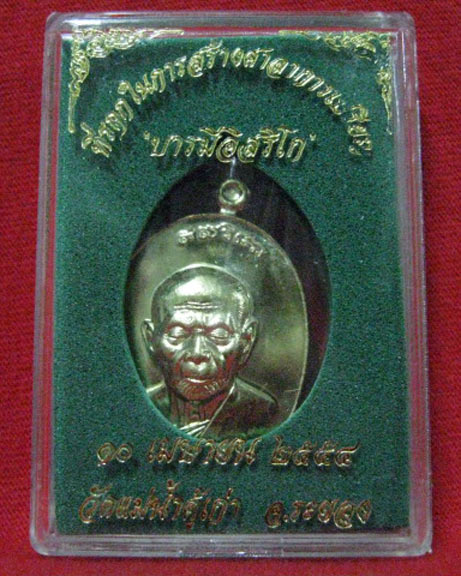 ที่ระลึกในการสร้างศาลาการเปรียญ
"บารมีอิสริโก"
๑๐ เมษายน ๒๕๕๔
วัดแม่น้ำคู้เก่า จ.ระยอง